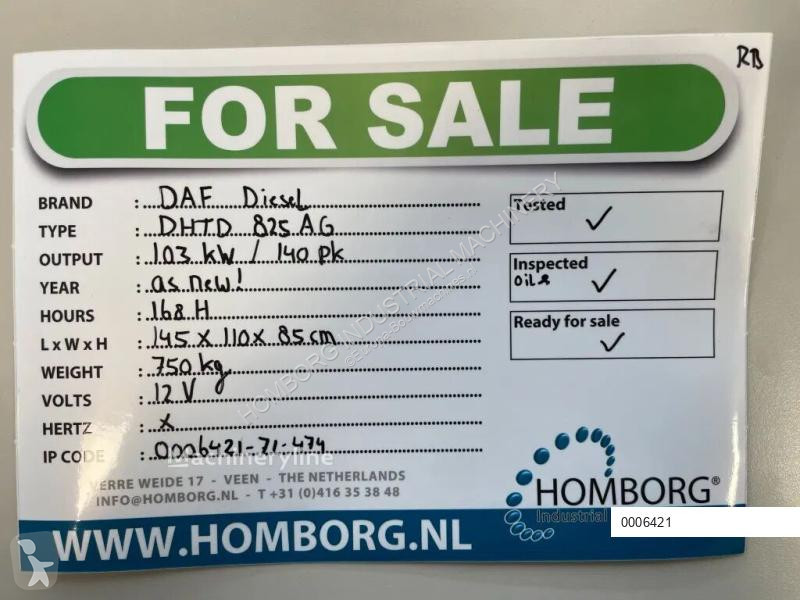 RB
FOR SALE
BRAND : DAF Diesel
TYPE : DHTD 825 AG
OUTPUT : 103 kW / 140 pk
YEAR : as new!
HOURS : 168 H
L x W x H : 145 x 110 x 85 cm
WEIGHT : 750 kg
VOLTS : 12 V
HERTZ : x
IP CODE : 0006421-21-474
Tested ✓
Inspected
oil ✓
Ready for sale
✓
HOMBORG INDUSTRIAL MACHINERY
Machineryline
VERRE WEIDE 17 - VEEN - THE NETHERLANDS
INFO@HOMBORG.NL - T +31 (0)416 35 38 48
HOMBORG®
Industrial
0006421
WWW.HOMBORG.NL